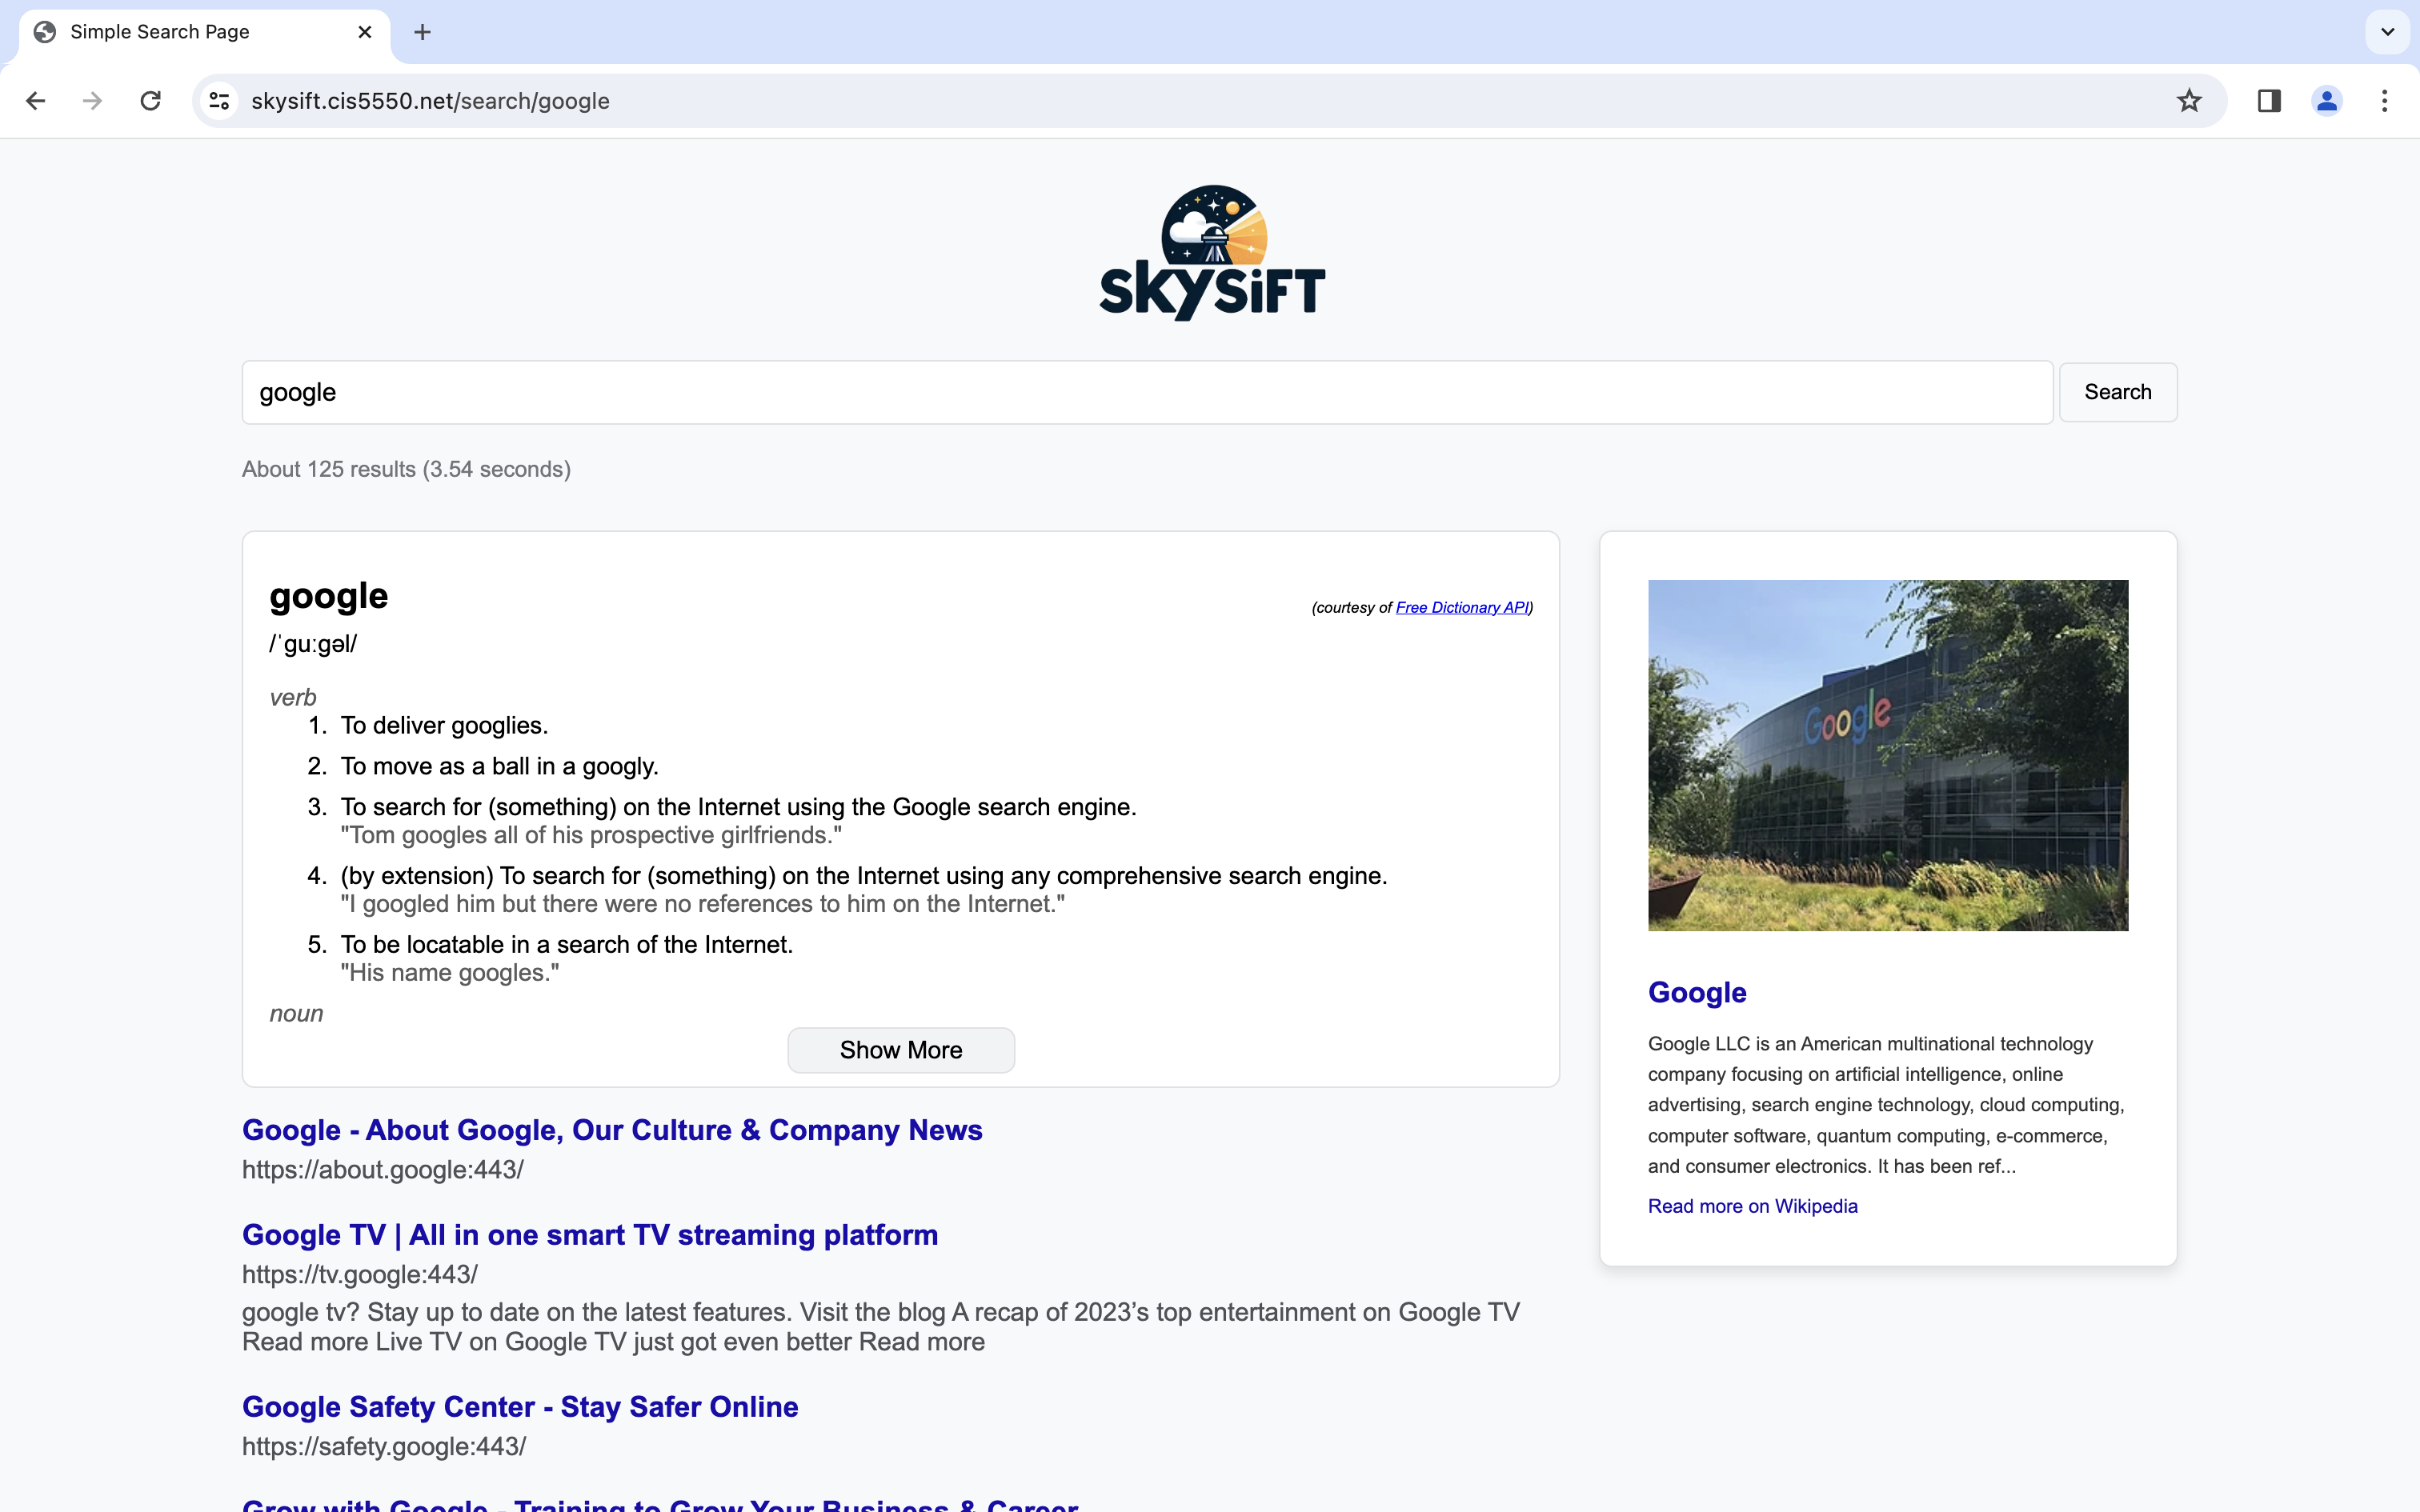 Simple Search Page
skysift.cis5550.net/search/google
SkySiFT
google
Search
About 125 results (3.54 seconds)
google
(courtesy of Free Dictionary API)
/ˈɡuːɡəl/
verb
1. To deliver googlies.
2. To move as a ball in a googly.
3. To search for (something) on the Internet using the Google search engine.
"Tom googles all of his prospective girlfriends."
4. (by extension) To search for (something) on the Internet using any comprehensive search engine.
"I googled him but there were no references to him on the Internet."
5. To be locatable in a search of the Internet.
"His name googles."
noun
Show More
Google - About Google, Our Culture & Company News
https://about.google:443/
Google TV | All in one smart TV streaming platform
https://tv.google:443/
google tv? Stay up to date on the latest features. Visit the blog A recap of 2023’s top entertainment on Google TV
Read more Live TV on Google TV just got even better Read more
Google Safety Center - Stay Safer Online
https://safety.google:443/
Grow with Google - Training to Grow Your Business & Career
Google
Google
Google LLC is an American multinational technology
company focusing on artificial intelligence, online
advertising, search engine technology, cloud computing,
computer software, quantum computing, e-commerce,
and consumer electronics. It has been ref...
Read more on Wikipedia